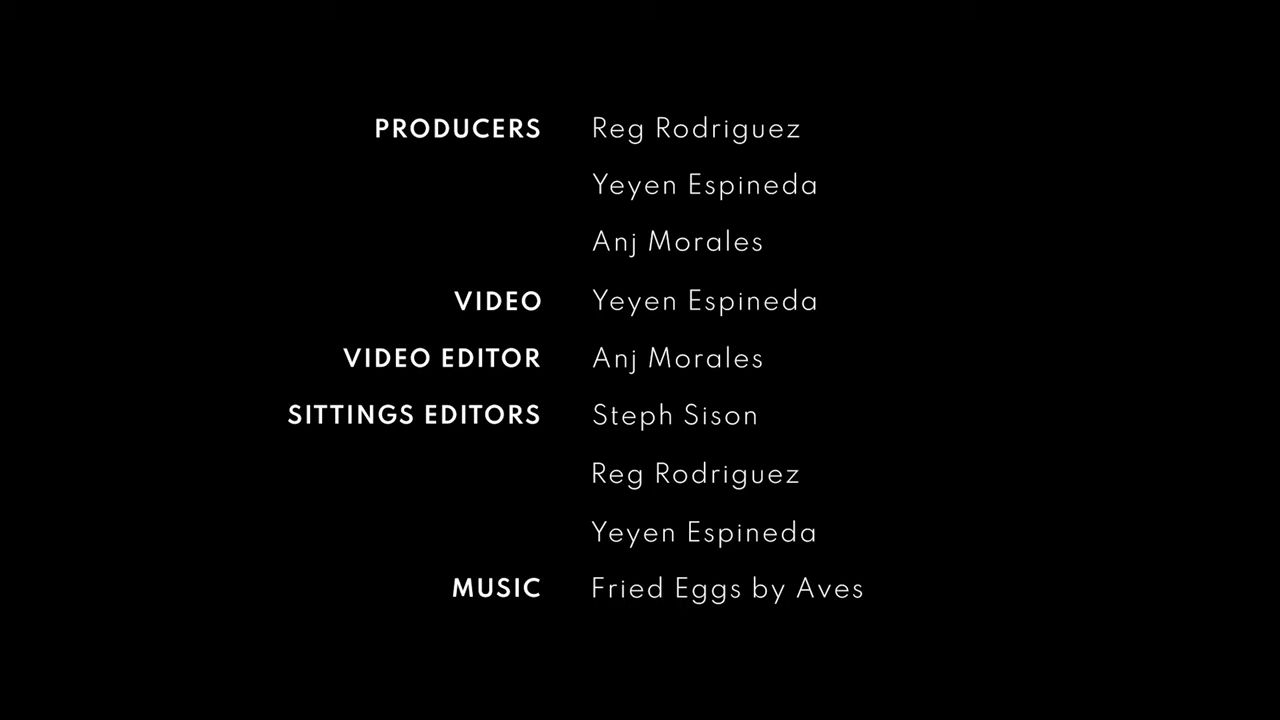 PRODUCERS Reg Rodriguez
Yeyen Espineda
Anj Morales
VIDEO Yeyen Espineda
VIDEO EDITOR Anj Morales
SITTINGS EDITORS Steph Sison
Reg Rodriguez
Yeyen Espineda
MUSIC Fried Eggs by Aves